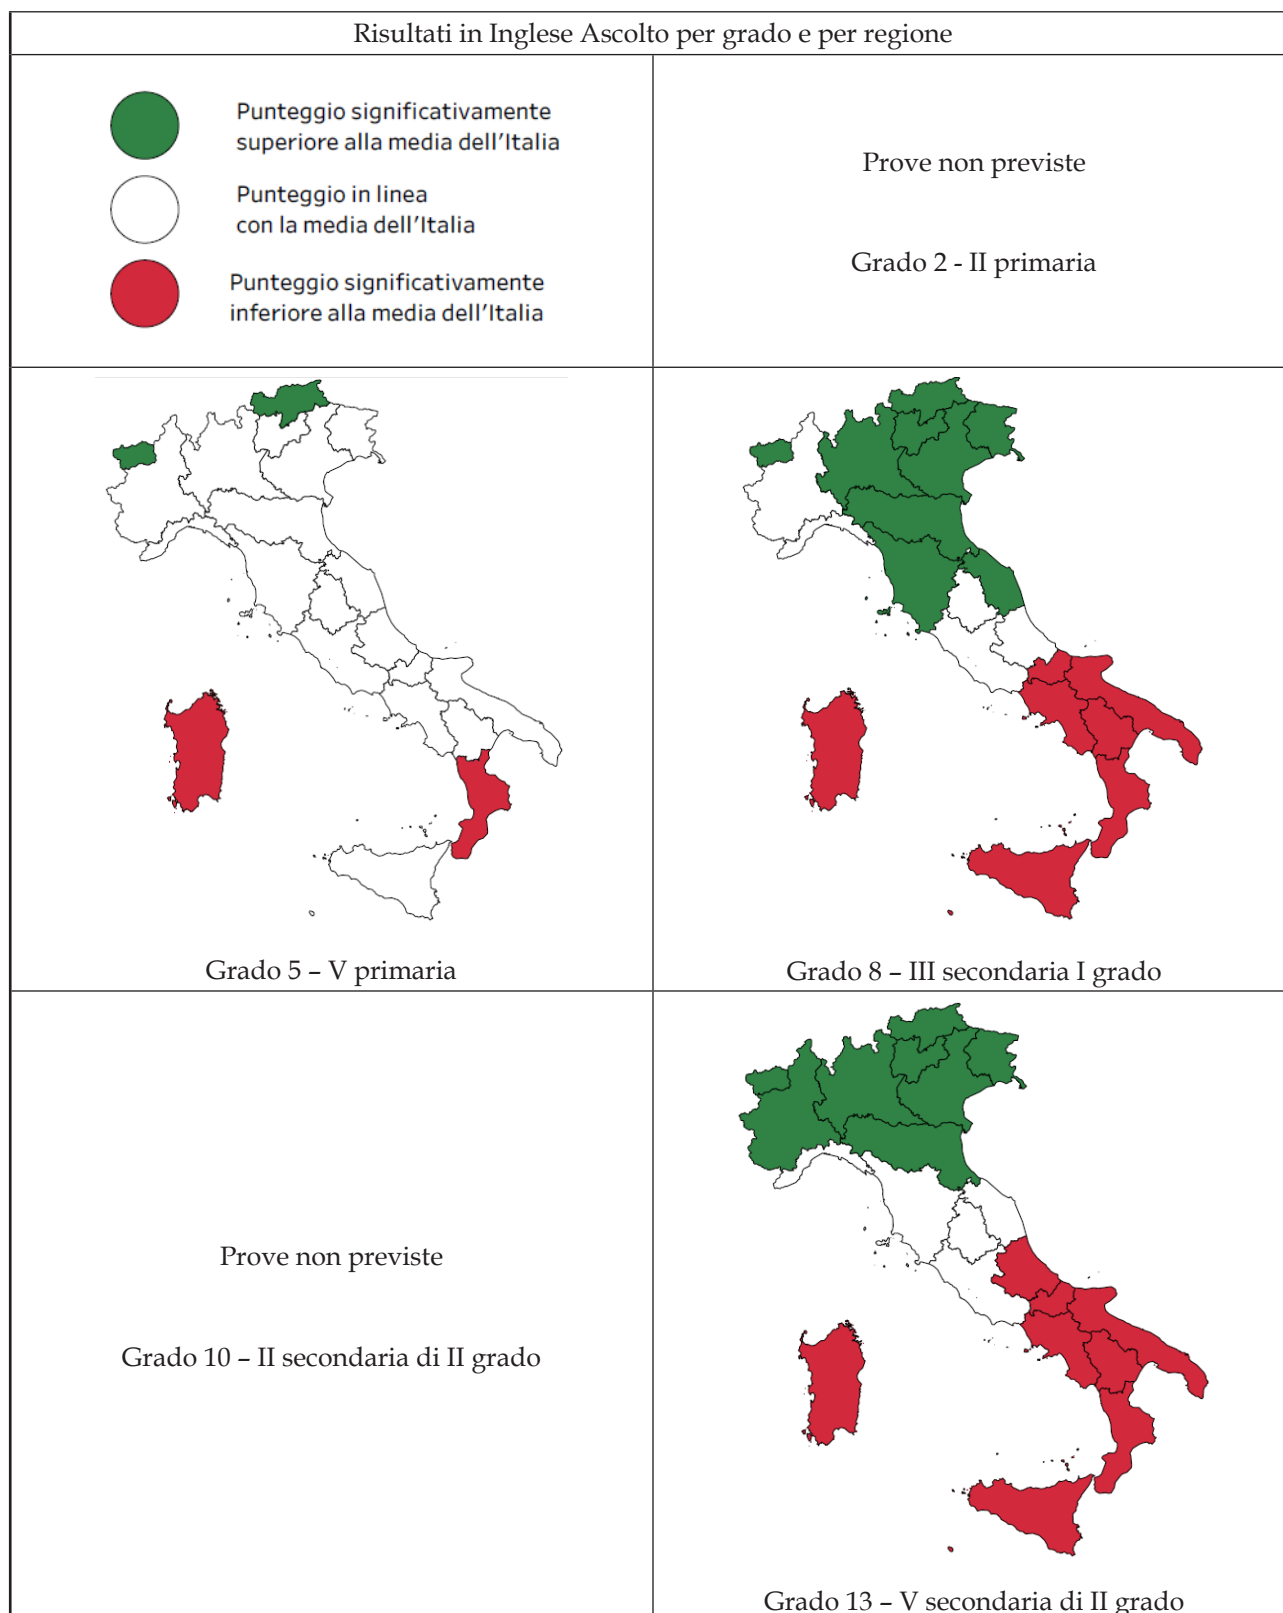 Risultati in Inglese Ascolto per grado e per regione
Punteggio significativamente
superiore alla media dell'Italia
Punteggio in linea
con la media dell'Italia
Punteggio significativamente
inferiore alla media dell'Italia
Prove non previste
Grado 2 - II primaria
Grado 5 – V primaria
Grado 8 – III secondaria I grado
Prove non previste
Grado 10 – II secondaria di II grado
Grado 13 – V secondaria di II grado